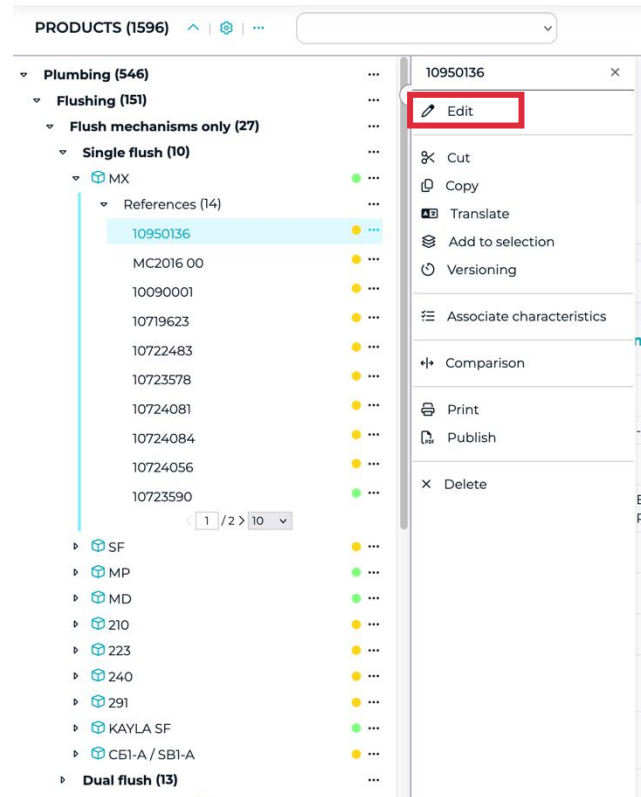 PRODUCTS (1596)
Plumbing (546)
Flushing (151)
Flush mechanisms only (27)
Single flush (10)
MX
References (14)
10950136
MC2016 00
10090001
10719623
10722483
10723578
10724081
10724084
10724056
10723590
1 / 2 10
SF
MP
MD
210
223
240
291
KAYLA SF
СБ1-А / SB1-A
Dual flush (13)
10950136
Edit
Cut
Copy
Translate
Add to selection
Versioning
Associate characteristics
Comparison
Print
Publish
Delete